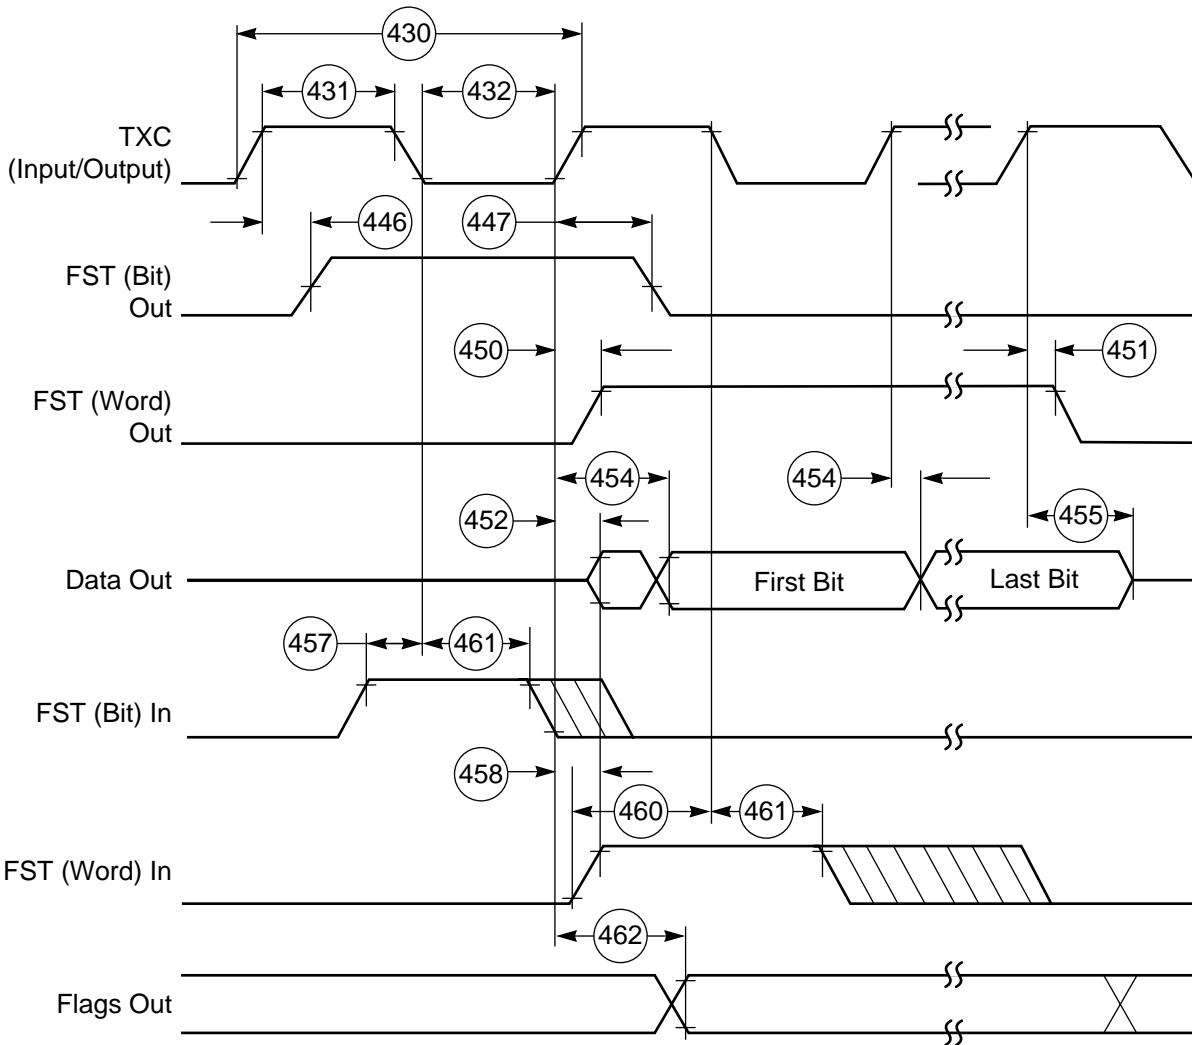 430
431
432
TXC
(Input/Output)
446
447
FST (Bit)
Out
450
451
FST (Word)
Out
454
454
452
455
Data Out
First Bit
Last Bit
457
461
FST (Bit) In
458
460
461
FST (Word) In
462
Flags Out